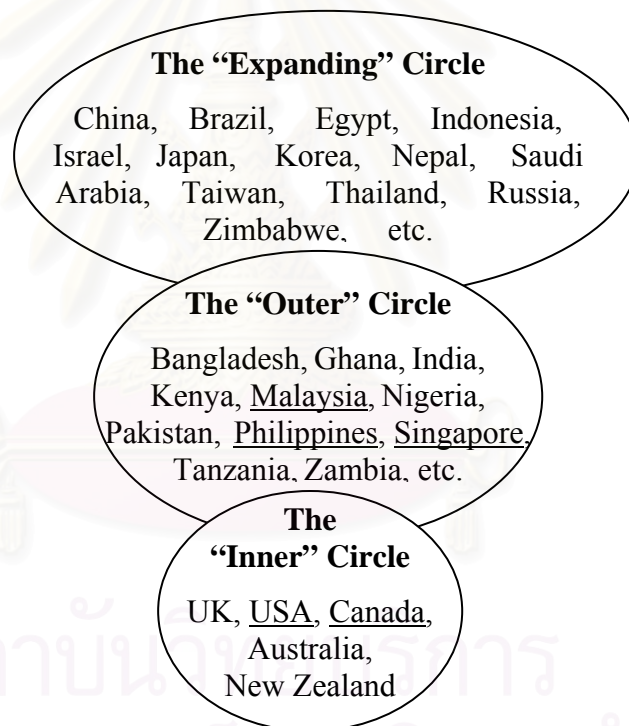 The “Expanding” Circle
China, Brazil, Egypt, Indonesia,
Israel, Japan, Korea, Nepal, Saudi
Arabia, Taiwan, Thailand, Russia,
Zimbabwe, etc.
The “Outer” Circle
Bangladesh, Ghana, India,
Kenya, Malaysia, Nigeria,
Pakistan, Philippines, Singapore,
Tanzania, Zambia, etc.
The
“Inner” Circle
UK, USA, Canada,
Australia,
New Zealand